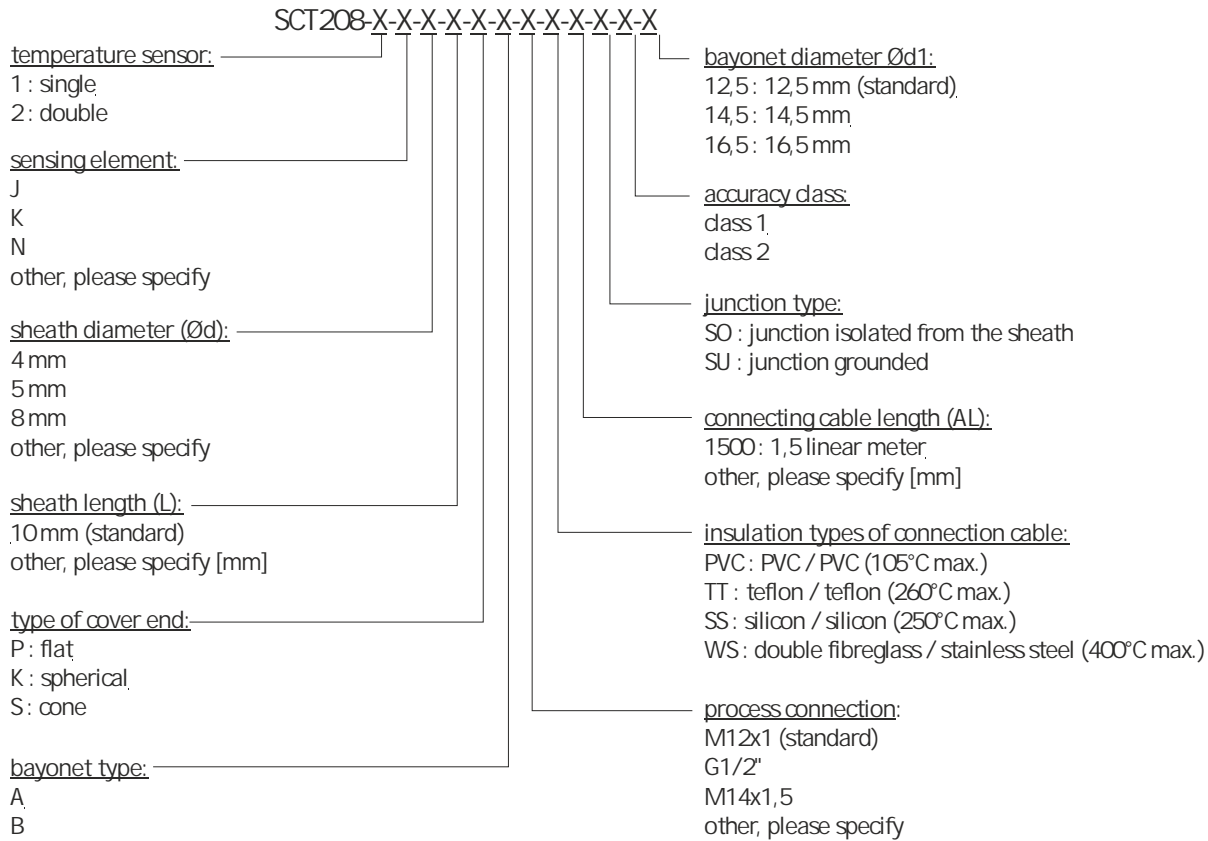 SCT208-X-X-X-X-X-X-X-X-X-X-X-X
temperature sensor:
1 : single
2 : double
sensing element:
J
K
N
other, please specify
sheath diameter (Ød):
4 mm
5 mm
8 mm
other, please specify
sheath length (L):
10 mm (standard)
other, please specify [mm]
type of cover end:
P : flat
K : spherical
S : cone
bayonet type:
A
B
bayonet diameter Ød1:
12,5 : 12,5 mm (standard)
14,5 : 14,5 mm
16,5 : 16,5 mm
accuracy class:
class 1
class 2
junction type:
SO : junction isolated from the sheath
SU : junction grounded
connecting cable length (AL):
1500 : 1,5 linear meter
other, please specify [mm]
insulation types of connection cable:
PVC : PVC / PVC (105°C max.)
TT : teflon / teflon (260°C max.)
SS : silicon / silicon (250°C max.)
WS : double fibreglass / stainless steel (400°C max.)
process connection:
M12x1 (standard)
G1/2"
M14x1,5
other, please specify